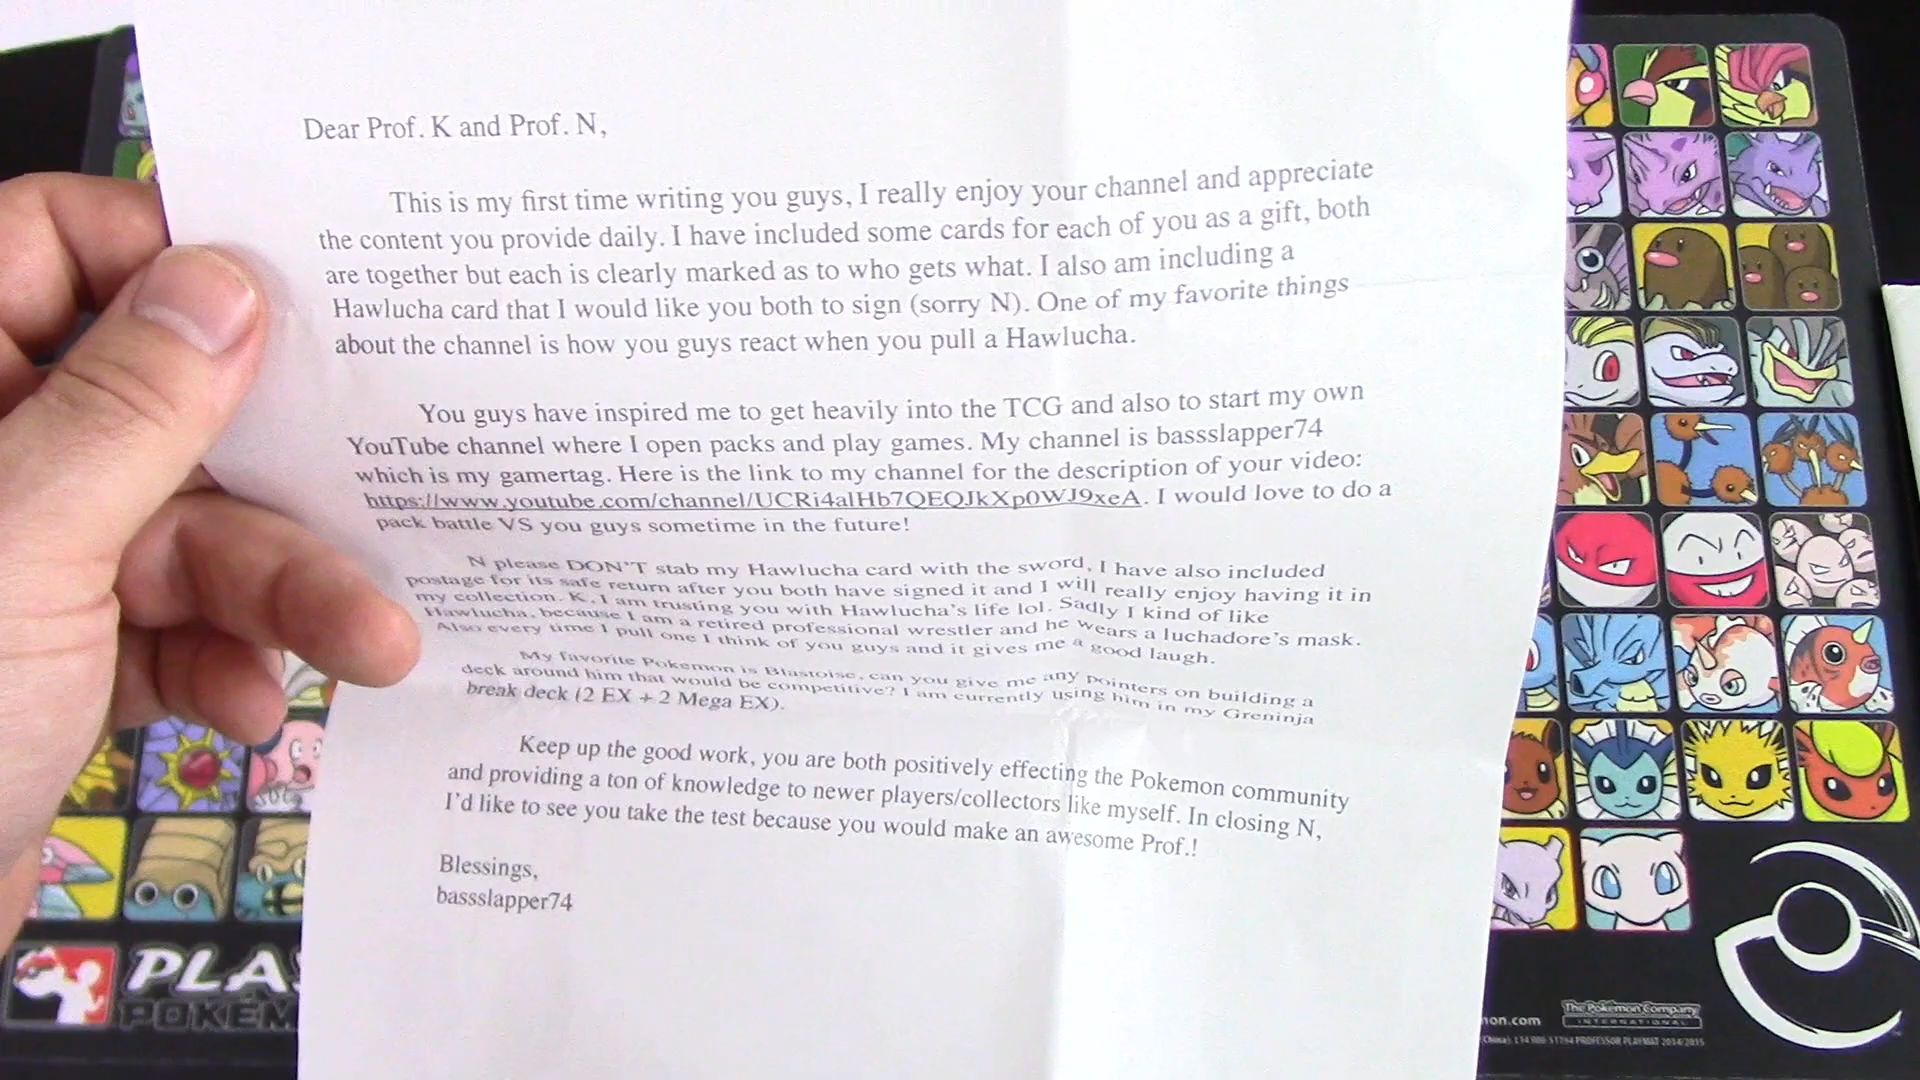 Dear Prof. K and Prof. N,
This is my first time writing you guys, I really enjoy your channel and appreciate
the content you provide daily. I have included some cards for each of you as a gift, both
are together but each is clearly marked as to who gets what. I also am including a
Hawlucha card that I would like you both to sign (sorry N). One of my favorite things
about the channel is how you guys react when you pull a Hawlucha.
You guys have inspired me to get heavily into the TCG and also to start my own
YouTube channel where I open packs and play games. My channel is bassslapper74
which is my gamertag. Here is the link to my channel for the description of your video:
https://www.youtube.com/channel/UCRi4alHb7QEQJkXp0WJ9xeA. I would love to do a
pack battle VS you guys sometime in the future!
N please DON'T stab my Hawlucha card with the sword, I have also included
postage for its safe return after you both have signed it and I will really enjoy having it in
my collection. K, I am trusting you with Hawlucha's life lol. Sadly I kind of like
Hawlucha, because I am a retired professional wrestler and he wears a luchadore's mask.
Also every time I pull one I think of you guys and it gives me a good laugh.
My favorite Pokemon is Blastoise, can you give me any pointers on building a
deck around him that would be competitive? I am currently using him in my Greninja
break deck (2 EX + 2 Mega EX).
Keep up the good work, you are both positively effecting the Pokemon community
and providing a ton of knowledge to newer players/collectors like myself. In closing N,
I'd like to see you take the test because you would make an awesome Prof.!
Blessings,
bassslapper74
PLA
POKÉM
The Pokémon Company
INTERNATIONAL
non.com
PROFESSOR PLAYMAT 2014/2015